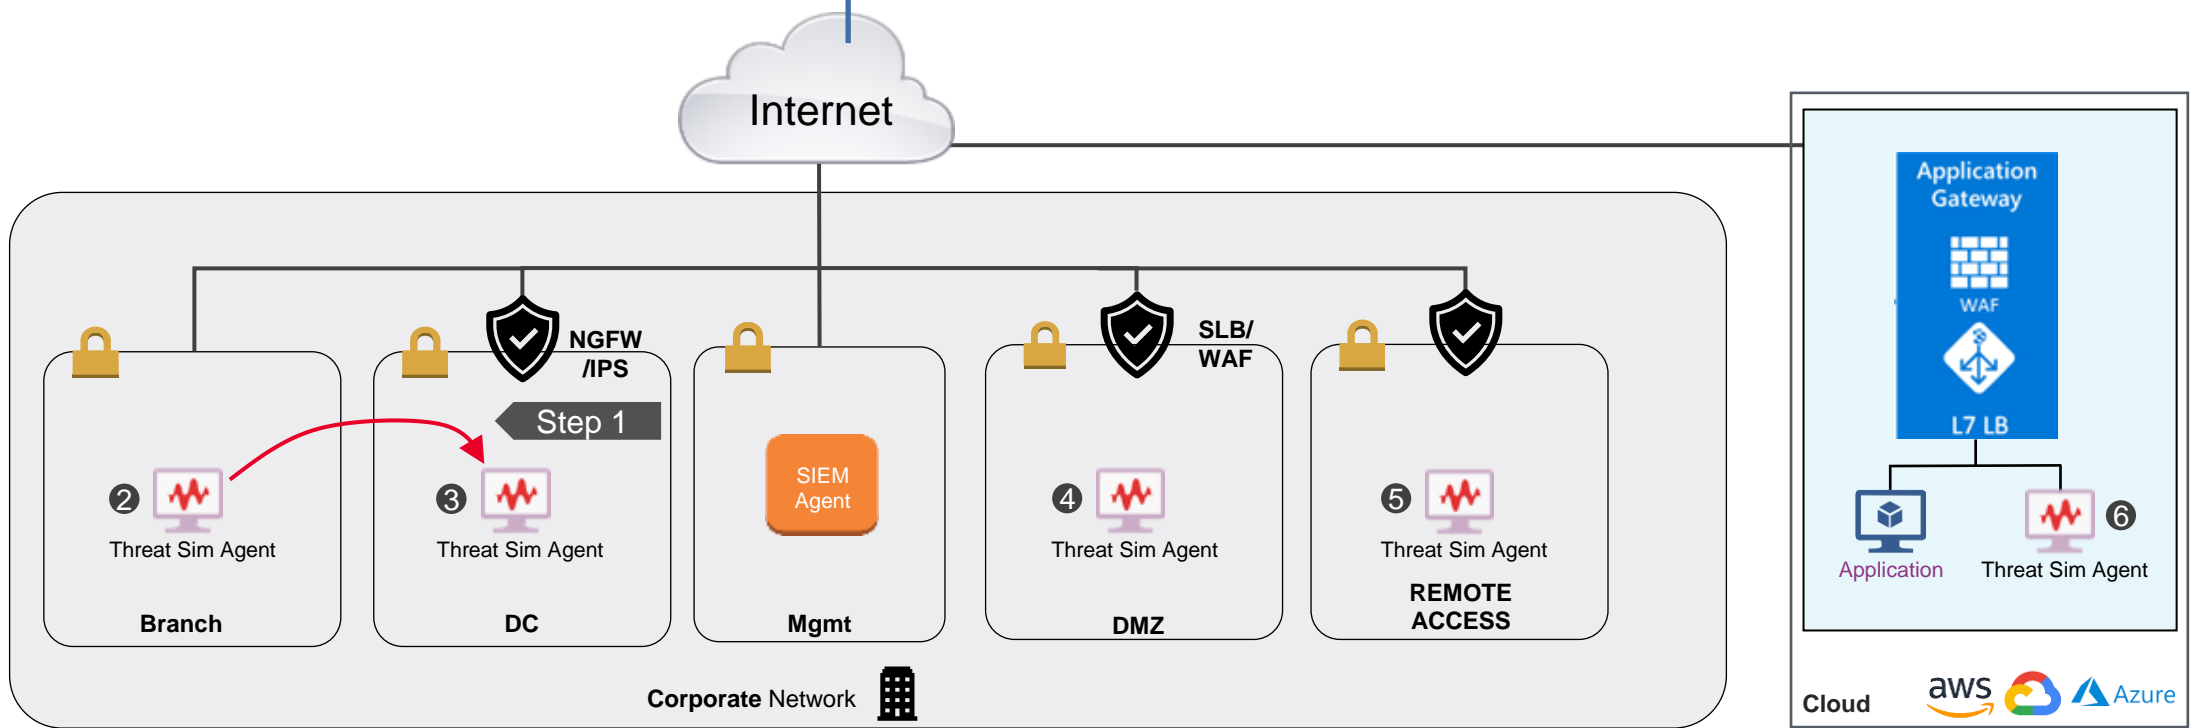 Internet
NGFW
/IPS
SLB/
WAF
Step 1
SIEM
Agent
2
Threat Sim Agent
3
Threat Sim Agent
4
Threat Sim Agent
5
Threat Sim Agent
Branch
DC
Mgmt
DMZ
REMOTE
ACCESS
Corporate Network
Application
Gateway
WAF
L7 LB
Application
6
Threat Sim Agent
Cloud
aws
Azure